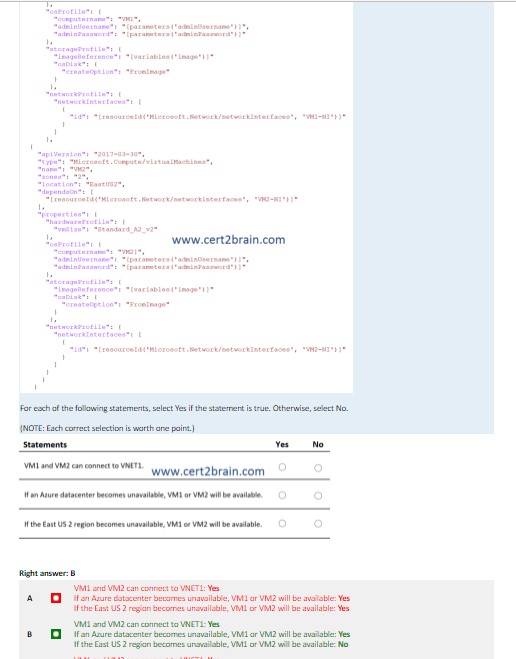 },
"osProfile": {
"computername": "VM1",
"adminUsername": "[parameters('adminUsername')]",
"adminPassword": "[parameters('adminPassword')]"
},
"storageProfile": {
"imageReference": "[variables('image')]"
"osDisk": {
"createOption": "FromImage"
}
},
"networkProfile": {
"networkInterfaces": [
{
"id": "[resourceId('Microsoft.Network/networkInterfaces', 'VM1-NI')]"
}
]
},
{
"apiVersion": "2017-03-30",
"type": "Microsoft.Compute/virtualMachines",
"name": "VM2",
"zones": "2",
"location": "EastUS2",
"dependsOn": [
"[resourceId('Microsoft.Network/networkInterfaces', 'VM2-NI')]"
],
"properties": {
"hardwareProfile": {
"vmSize": "Standard_A2_v2"
www.cert2brain.com
},
"osProfile": {
"computername": "VM2",
"adminUsername": "[parameters('adminUsername')]",
"adminPassword": "[parameters('adminPassword')]"
},
"storageProfile": {
"imageReference": "[variables('image')]"
"osDisk": {
"createOption": "FromImage"
}
},
"networkProfile": {
"networkInterfaces": [
{
"id": "[resourceId('Microsoft.Network/networkInterfaces', 'VM2-NI')]"
}
]
}
}
]
For each of the following statements, select Yes if the statement is true. Otherwise, select No.
(NOTE: Each correct selection is worth one point.)
Statements Yes No
VM1 and VM2 can connect to VNET1. www.cert2brain.com
If an Azure datacenter becomes unavailable, VM1 or VM2 will be available.
If the East US 2 region becomes unavailable, VM1 or VM2 will be available.
Right answer: B
VM1 and VM2 can connect to VNET1: Yes
A If an Azure datacenter becomes unavailable, VM1 or VM2 will be available: Yes
If the East US 2 region becomes unavailable, VM1 or VM2 will be available: Yes
VM1 and VM2 can connect to VNET1: Yes
B If an Azure datacenter becomes unavailable, VM1 or VM2 will be available: Yes
If the East US 2 region becomes unavailable, VM1 or VM2 will be available: No